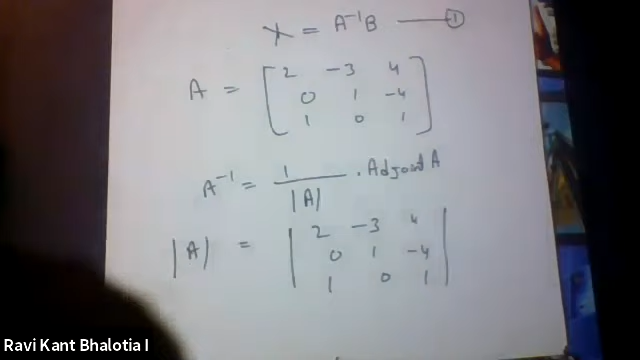 X = A⁻¹B —— ①
A = [ 2 -3 4
0 1 -4
1 0 1 ]
A⁻¹ = 1/|A| . Adjoint A
|A| = | 2 -3 4
0 1 -4
1 0 1 |
Ravi Kant Bhalotia I